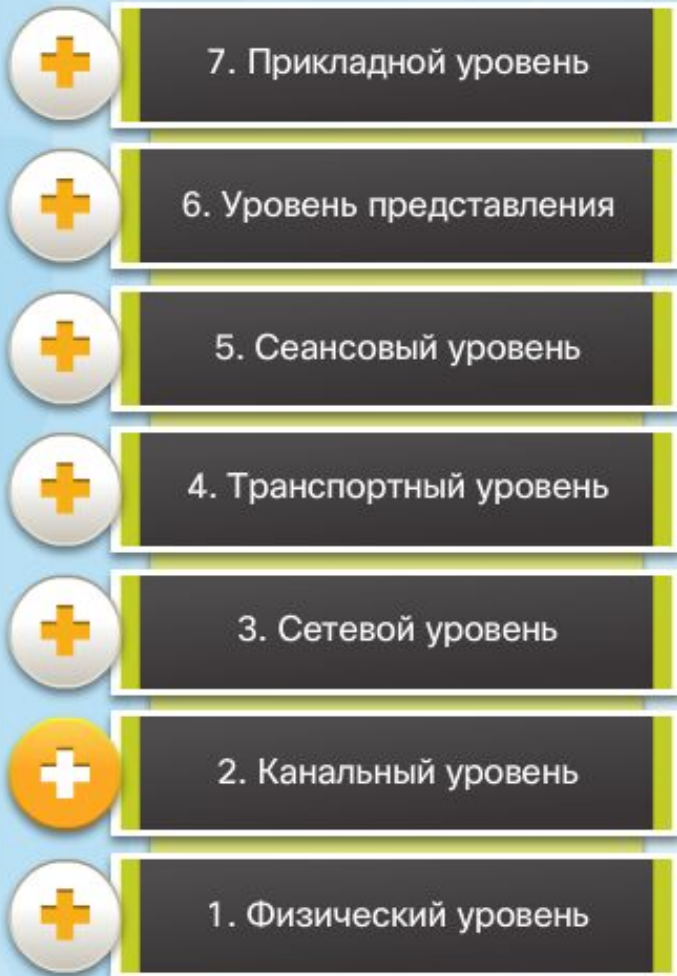 7. Прикладной уровень
6. Уровень представления
5. Сеансовый уровень
4. Транспортный уровень
3. Сетевой уровень
2. Канальный уровень
1. Физический уровень